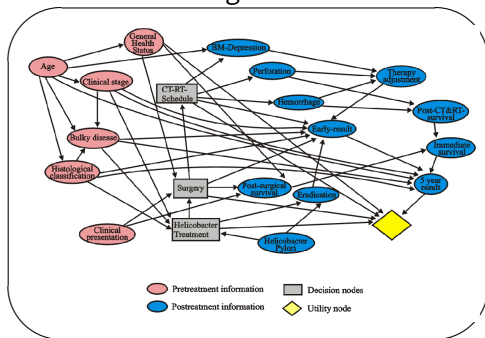 General
Health
Status
BM-Depression
Age
Perforation
Therapy
adjustment
Clinical stage
CT-RT-
Schedule
Hemorrhage
Post-CT&RT-
survival
Early-result
Bulky disease
Immediate
survival
Histological
classification
Surgery
Post-surgical
survival
Eradication
5 year
result
Clinical
presentation
Helicobacter
Treatment
Helicobacter
Pylori
Pretreatment information
Decision nodes
Postreatment information
Utility node